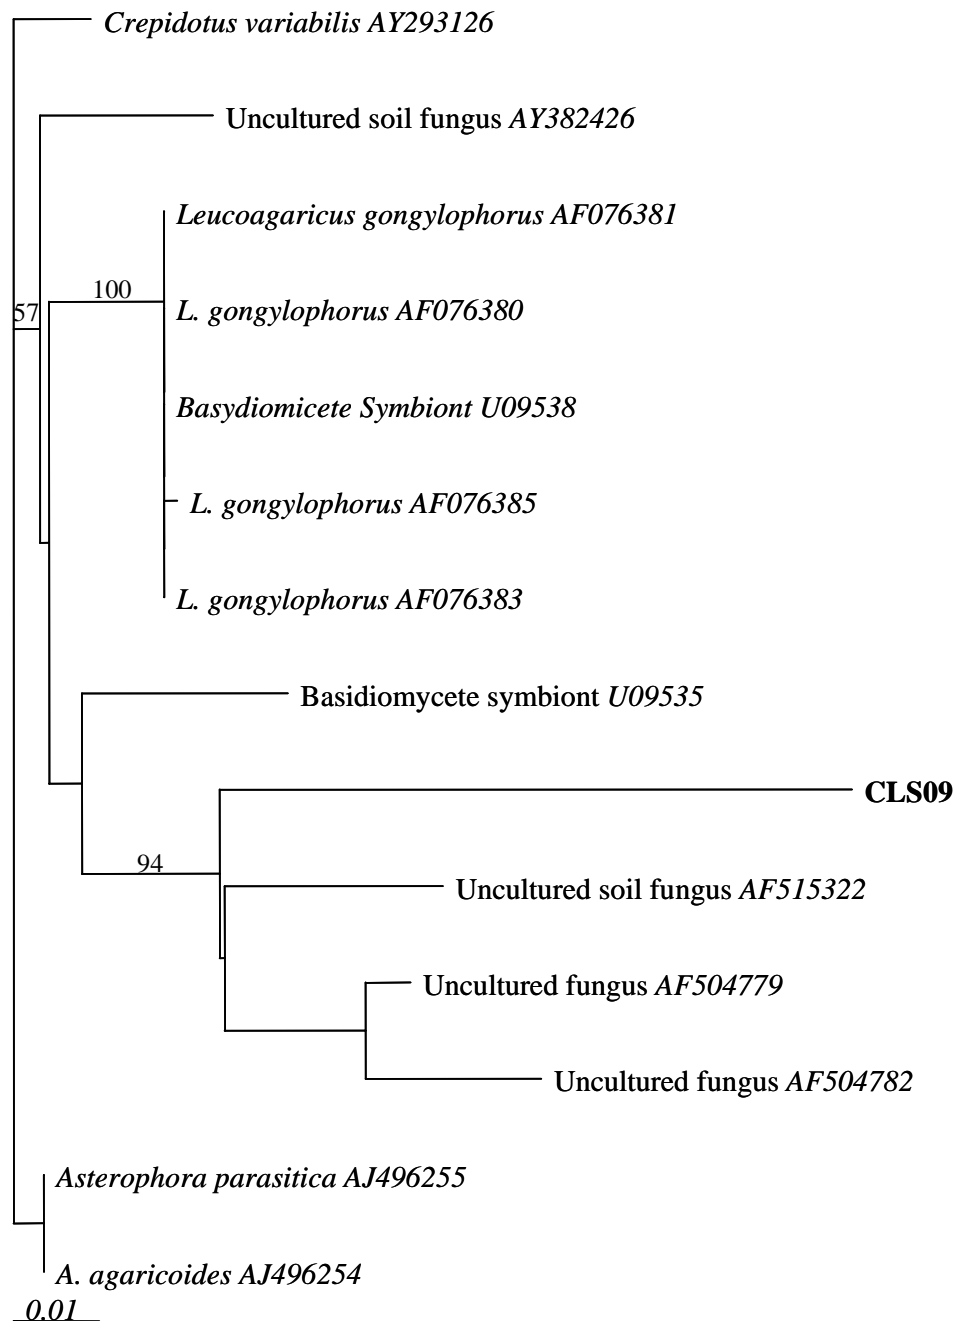 Crepidotus variabilis AY293126
Uncultured soil fungus AY382426
Leucoagaricus gongylophorus AF076381
100
57
L. gongylophorus AF076380
Basydiomicete Symbiont U09538
L. gongylophorus AF076385
L. gongylophorus AF076383
Basidiomycete symbiont U09535
CLS09
94
Uncultured soil fungus AF515322
Uncultured fungus AF504779
Uncultured fungus AF504782
Asterophora parasitica AJ496255
A. agaricoides AJ496254
0.01